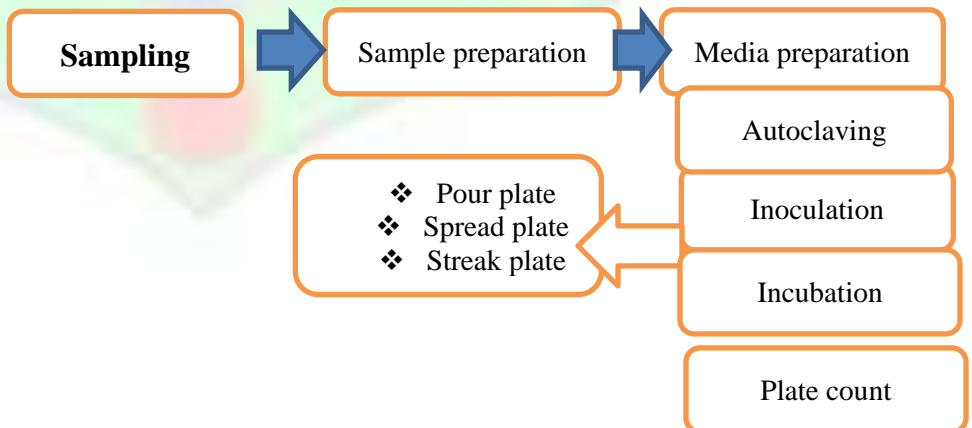 Sampling
Sample preparation
Media preparation
Autoclaving
❖ Pour plate
❖ Spread plate
❖ Streak plate
Inoculation
Incubation
Plate count